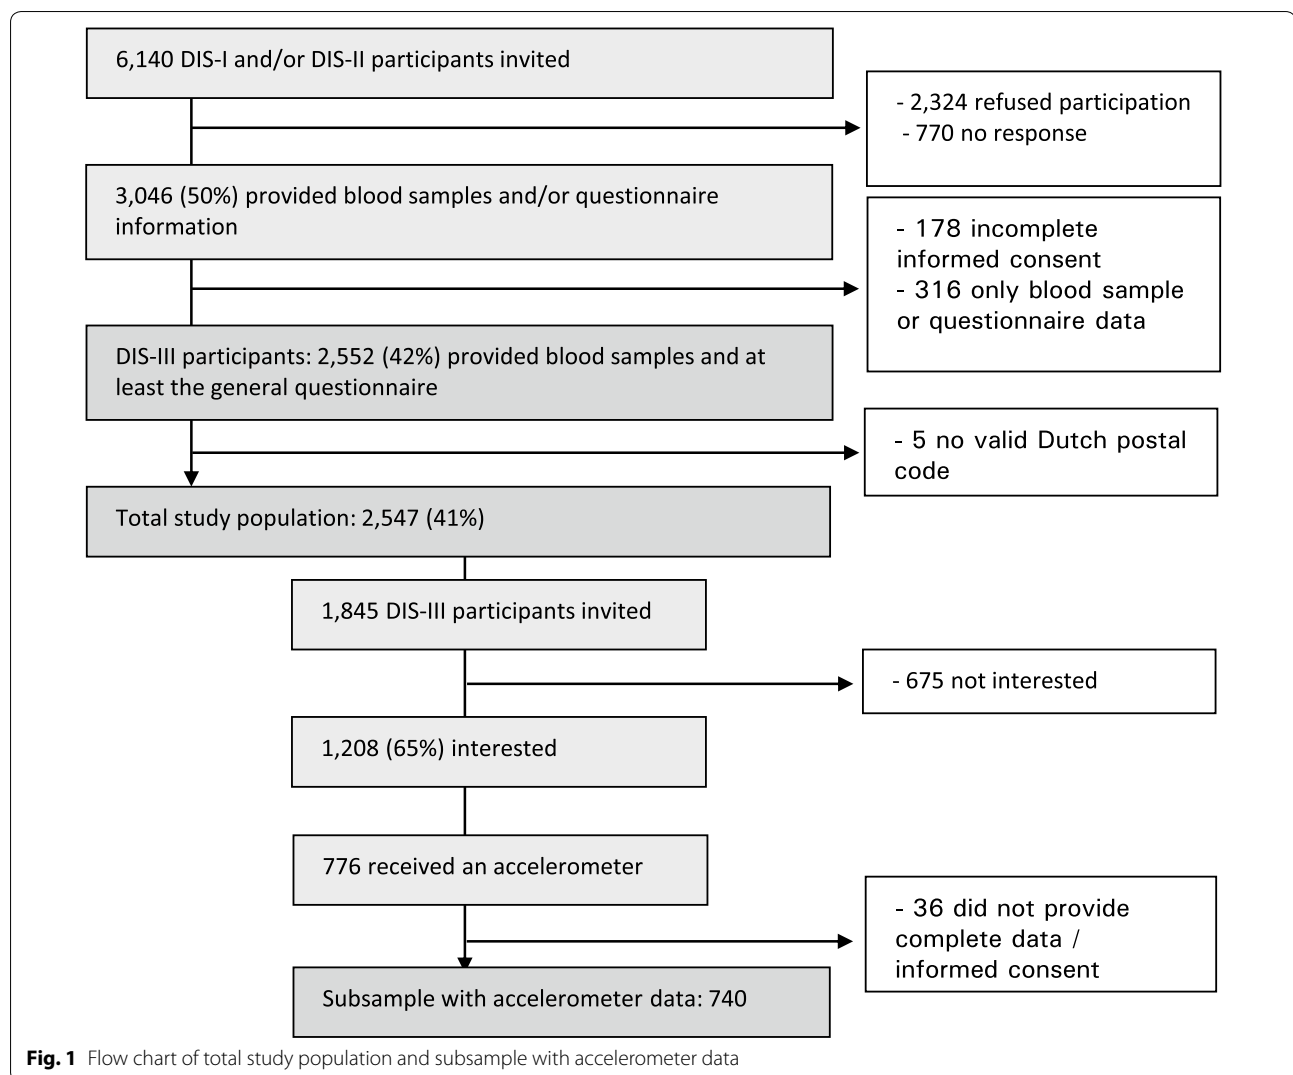 6,140 DIS-I and/or DIS-II participants invited
- 2,324 refused participation
- 770 no response
3,046 (50%) provided blood samples and/or questionnaire
information
- 178 incomplete
informed consent
- 316 only blood sample
or questionnaire data
DIS-III participants: 2,552 (42%) provided blood samples and at
least the general questionnaire
- 5 no valid Dutch postal
code
Total study population: 2,547 (41%)
1,845 DIS-III participants invited
- 675 not interested
1,208 (65%) interested
776 received an accelerometer
- 36 did not provide
complete data /
informed consent
Subsample with accelerometer data: 740
Fig. 1 Flow chart of total study population and subsample with accelerometer data